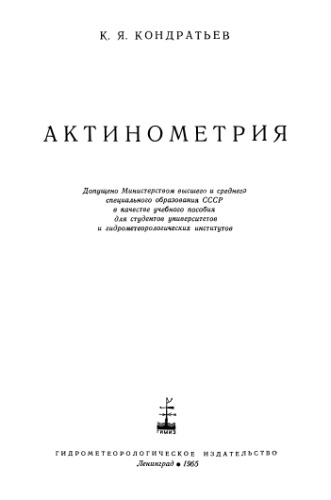 К. Я. КОНДРАТЬЕВ
АКТИНОМЕТРИЯ
Допущено Министерством высшего и среднего
специального образования СССР
в качестве учебного пособия
для студентов университетов
и гидрометеорологических институтов
ГИМИЗ
ГИДРОМЕТЕОРОЛОГИЧЕСКОЕ ИЗДАТЕЛЬСТВО
Ленинград • 1965